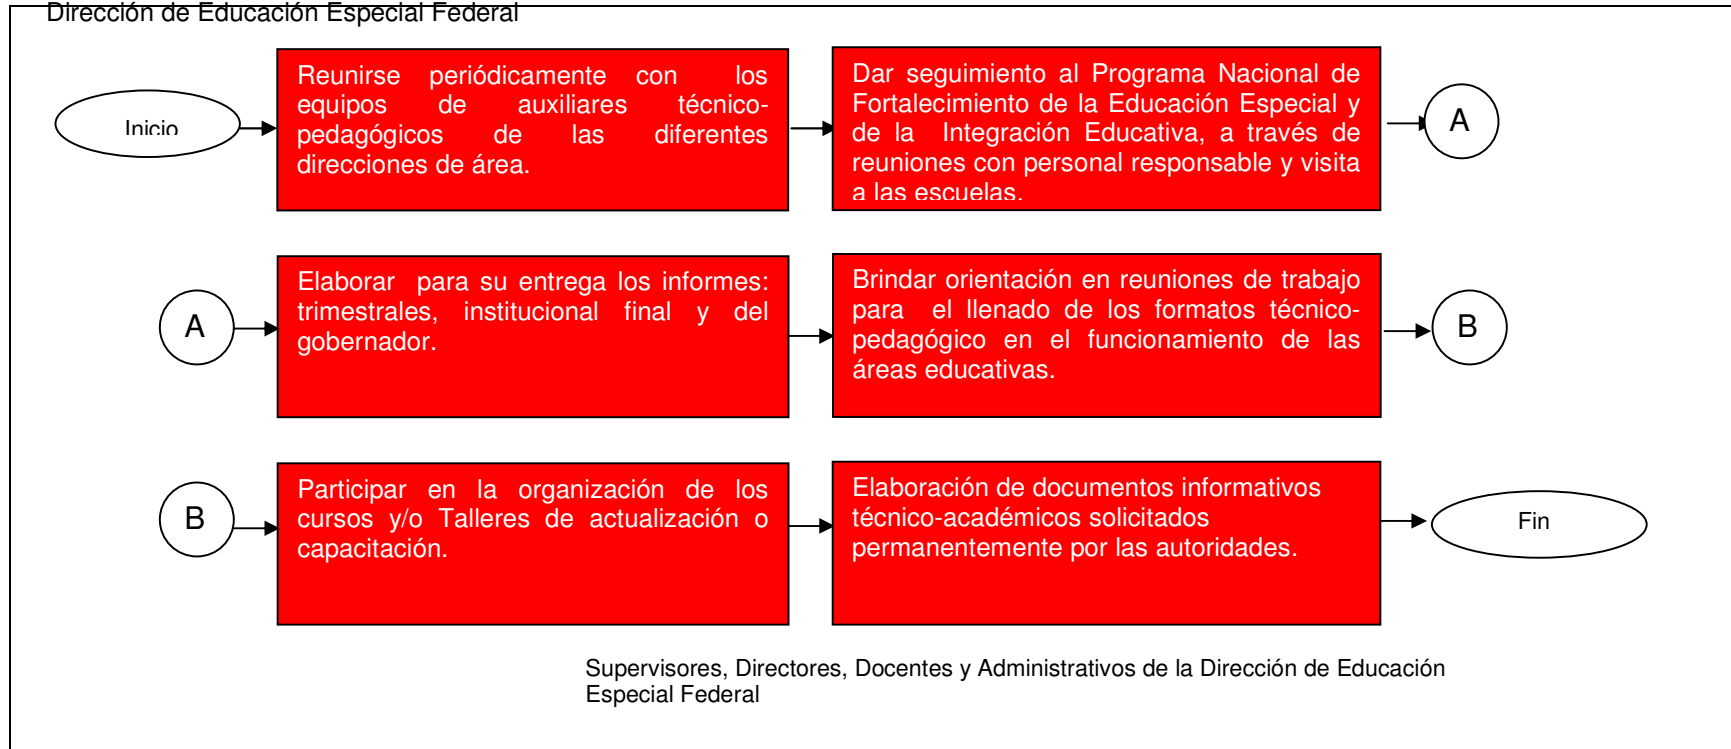 Dirección de Educación Especial Federal
Inicio
Reunirse periódicamente con los
equipos de auxiliares técnico-
pedagógicos de las diferentes
direcciones de área.
Dar seguimiento al Programa Nacional de
Fortalecimiento de la Educación Especial y
de la Integración Educativa, a través de
reuniones con personal responsable y visita
a las escuelas.
A
A
Elaborar para su entrega los informes:
trimestrales, institucional final y del
gobernador.
Brindar orientación en reuniones de trabajo
para el llenado de los formatos técnico-
pedagógico en el funcionamiento de las
áreas educativas.
B
B
Participar en la organización de los
cursos y/o Talleres de actualización o
capacitación.
Elaboración de documentos informativos
técnico-académicos solicitados
permanentemente por las autoridades.
Fin
Supervisores, Directores, Docentes y Administrativos de la Dirección de Educación
Especial Federal